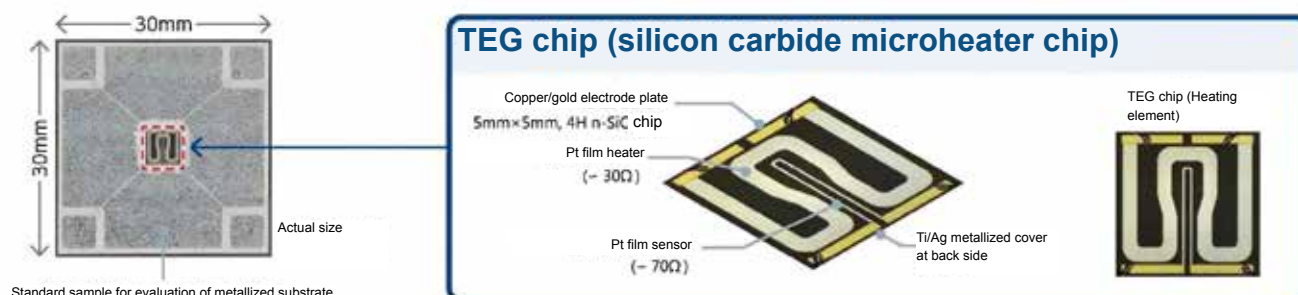 30mm
30mm
Actual size
Standard sample for evaluation of metallized substrate
TEG chip (silicon carbide microheater chip)
Copper/gold electrode plate
5mm×5mm, 4H n-SiC chip
Pt film heater
(~ 30Ω)
Pt film sensor
(~ 70Ω)
Ti/Ag metallized cover
at back side
TEG chip (Heating
element)